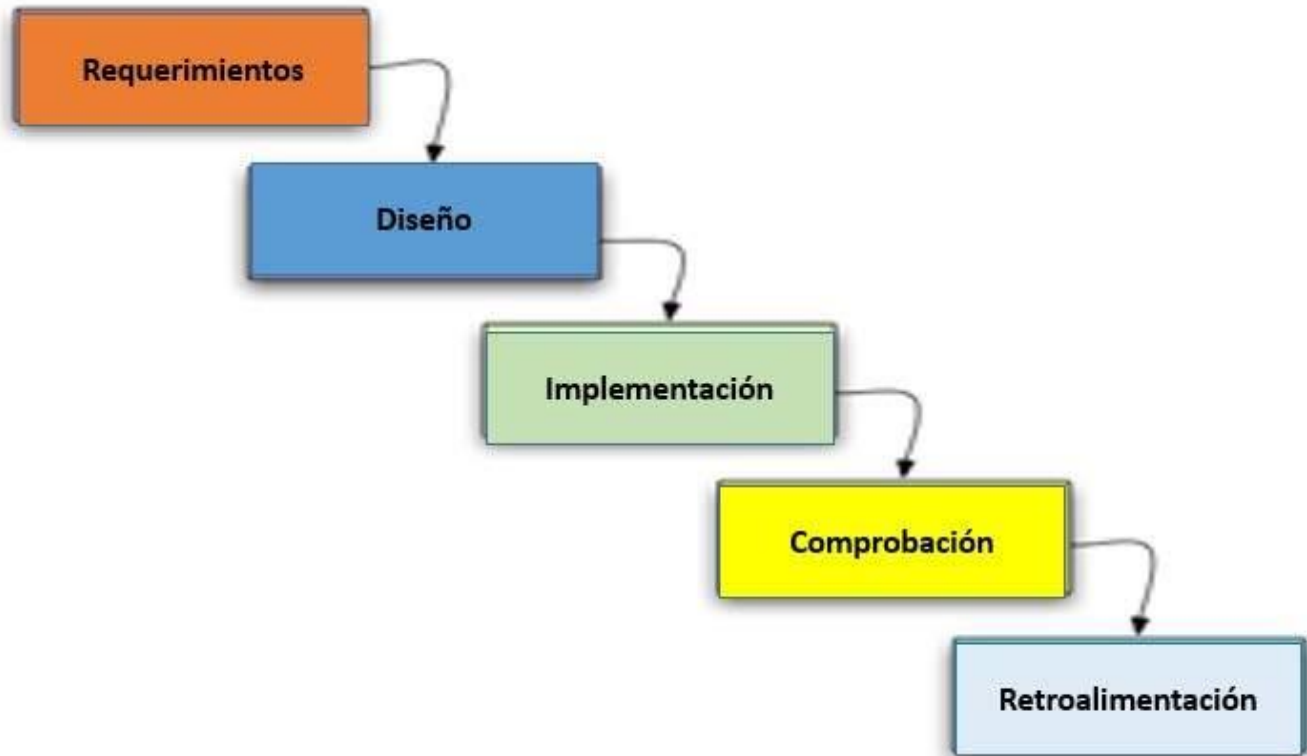 Requerimientos
Diseño
Implementación
Comprobación
Retroalimentación